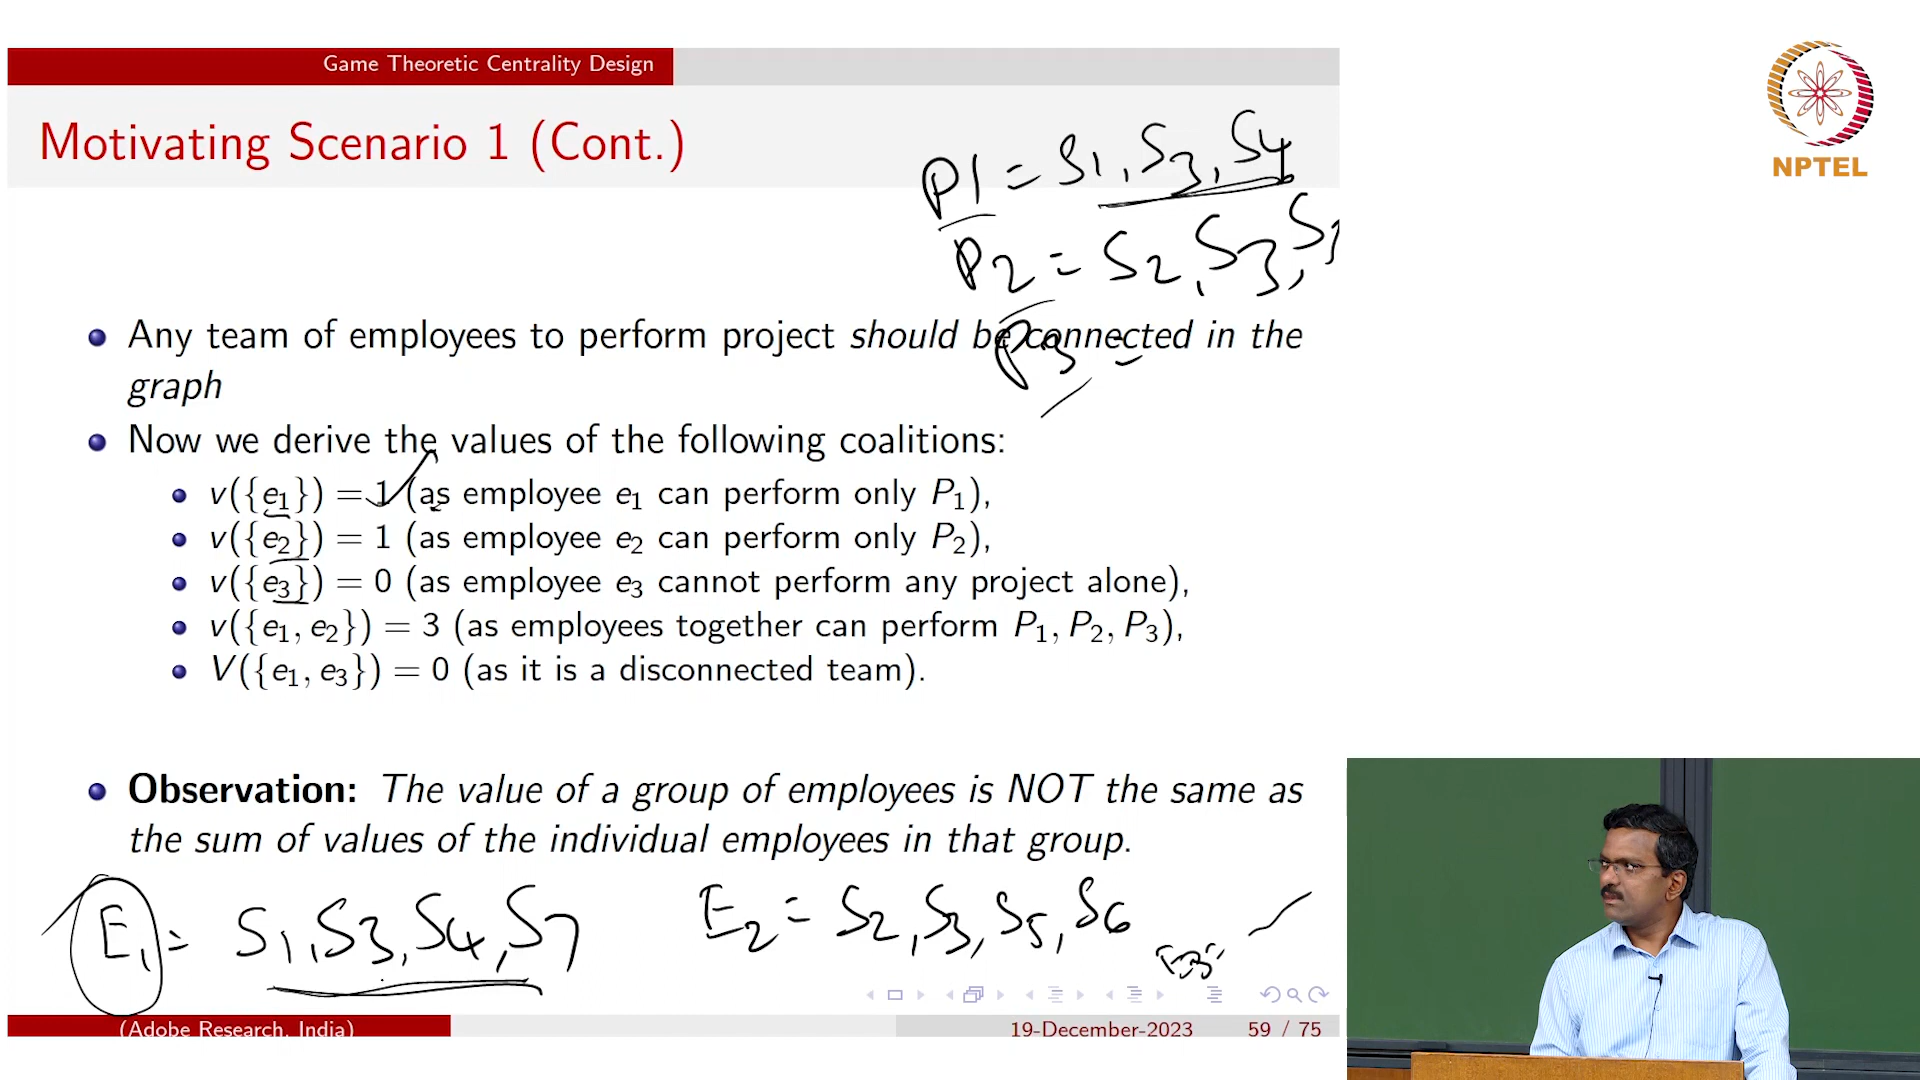 Game Theoretic Centrality Design
Motivating Scenario 1 (Cont.)
P1 = S1, S3, S4
P2 = S2, S3,
P3 =
NPTEL
• Any team of employees to perform project should be connected in the
graph
• Now we derive the values of the following coalitions:
• v({e₁}) = 1 (as employee e₁ can perform only P₁),
• v({e₂}) = 1 (as employee e₂ can perform only P₂),
• v({e₃}) = 0 (as employee e₃ cannot perform any project alone),
• v({e₁, e₂}) = 3 (as employees together can perform P₁, P₂, P₃),
• V({e₁, e₃}) = 0 (as it is a disconnected team).
• Observation: The value of a group of employees is NOT the same as
the sum of values of the individual employees in that group.
E₁ = S1, S3, S4, S7
E₂ = S2, S3, S5, S6
(Adobe Research, India)
19-December-2023
59 / 75